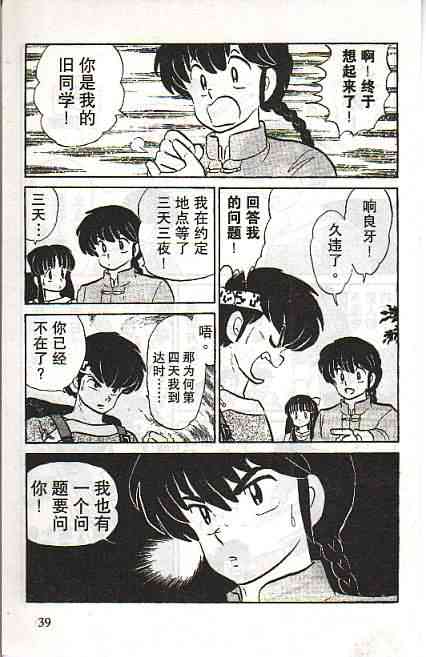 啊！终于
想起来了！
你是我的
旧同学！
响良牙！
久违了。
回答我
的问题！
我在约定
地点等了
三天三夜！
三天…
唔。
那为何第
四天我到
达时……
你已经
不在了？
我也有
一个问
题要问
你！
39